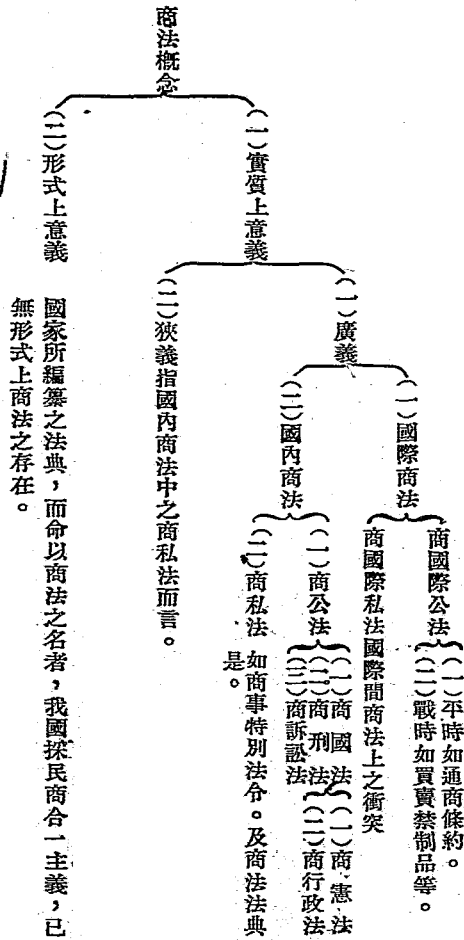 商法概念
（一）實質上意義
（一）廣義
（一）國際商法
商國際公法
（一）平時如通商條約。
（二）戰時如買賣禁制品等。
商國際私法國際間商法上之衝突
（二）國內商法
（一）商公法
（一）商國法
（一）商憲法
（二）商行政法
（二）商刑法
（三）商訴訟法
（二）商私法
如商事特別法令。及商法法典
是。
（二）狹義指國內商法中之商私法而言。
（二）形式上意義
國家所編纂之法典，而命以商法之名者，我國採民商合一主義，已
無形式上商法之存在。